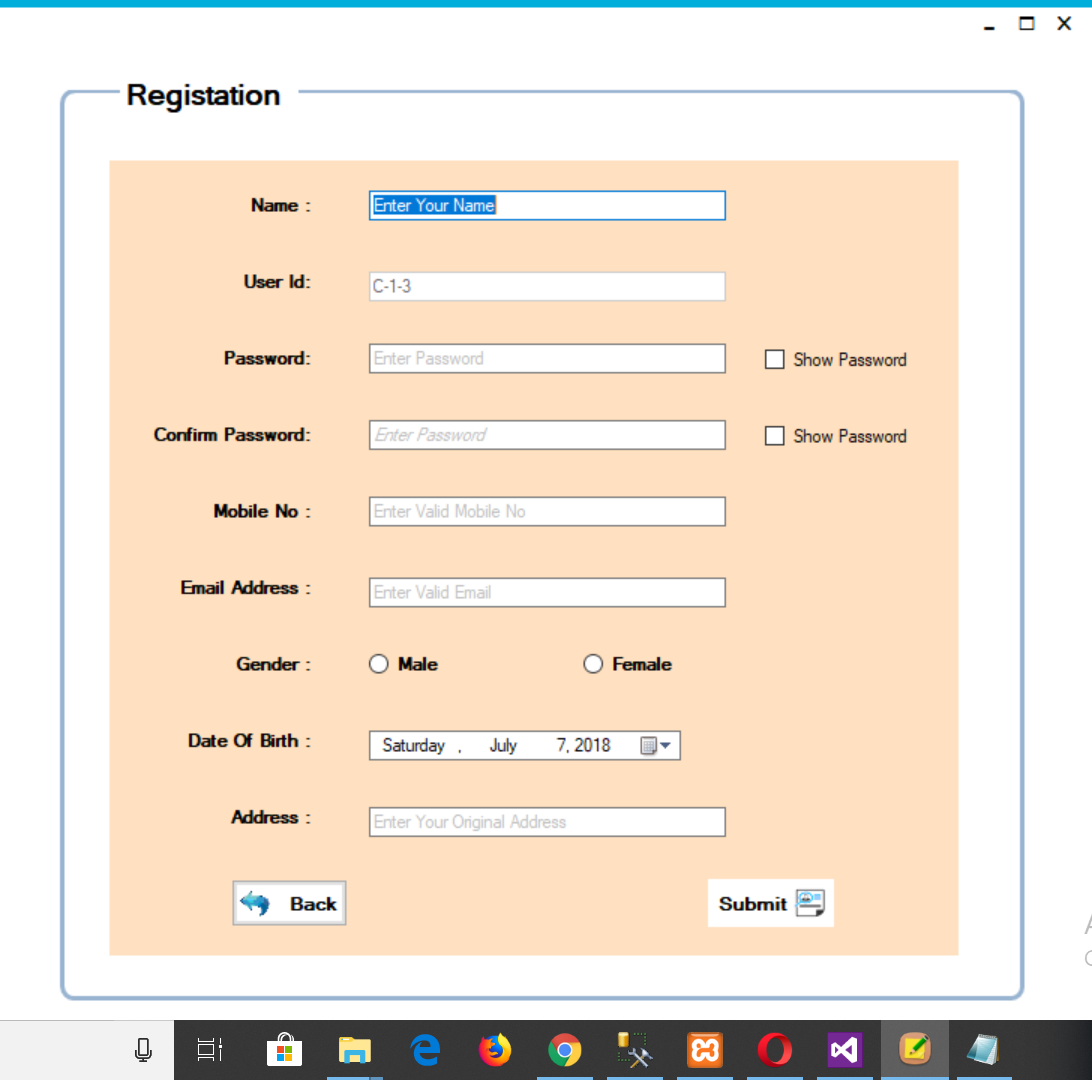 Registation
Name :
Enter Your Name
User Id:
C-1-3
Password:
Enter Password
Show Password
Confirm Password:
Enter Password
Show Password
Mobile No :
Enter Valid Mobile No
Email Address :
Enter Valid Email
Gender :
Male
Female
Date Of Birth :
Saturday , July 7, 2018
Address :
Enter Your Original Address
Back
Submit